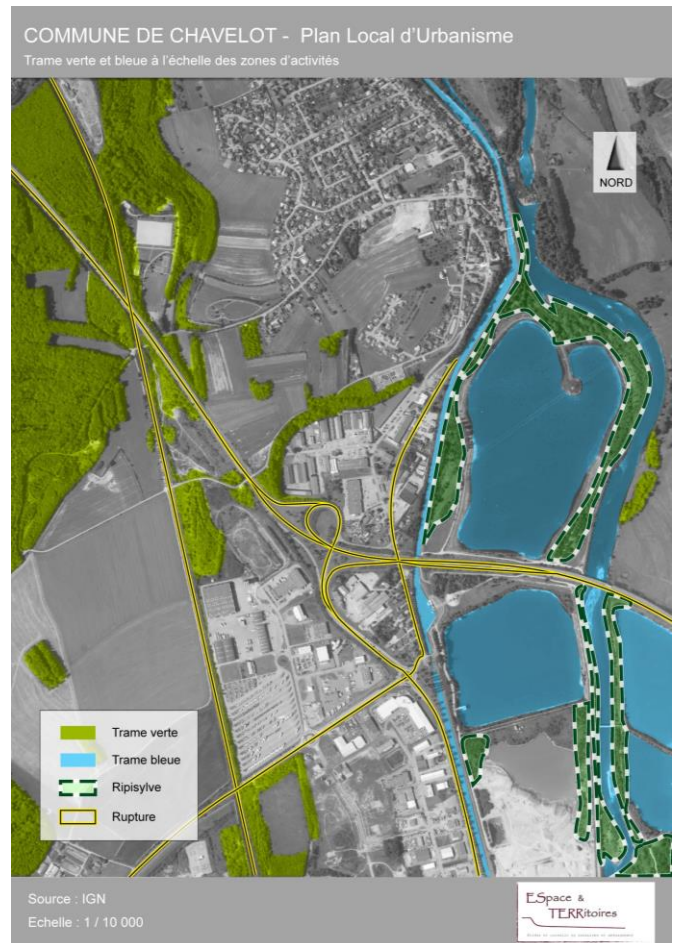 COMMUNE DE CHAVELOT - Plan Local d'Urbanisme
Trame verte et bleue à l'échelle des zones d'activités
NORD
Trame verte
Trame bleue
Ripisylve
Rupture
Source : IGN
Echelle : 1 / 10 000
ESpace &
TERRitoires